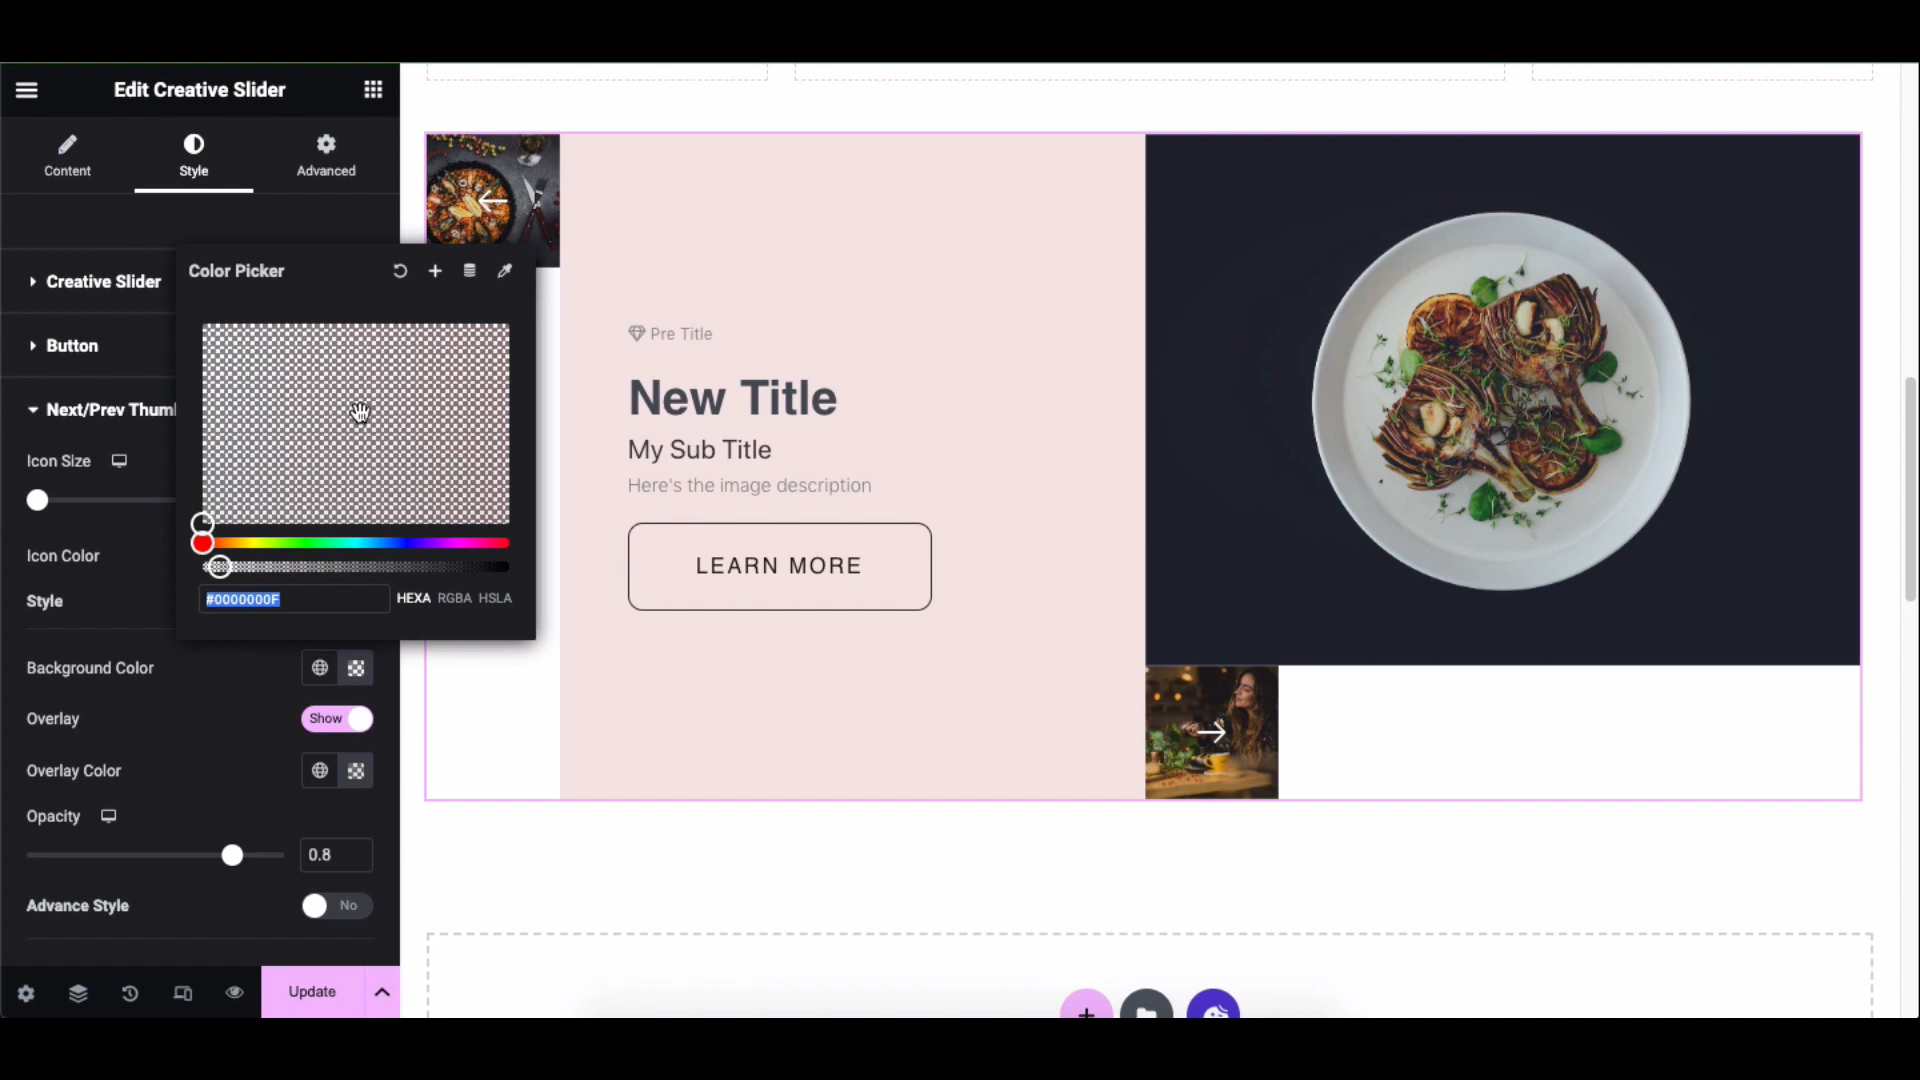 Edit Creative Slider
Content
Style
Advanced
Creative Slider
Button
Next/Prev
Icon Size
Icon Color
Style
Color Picker
#0000000F
HEXA RGBA HSLA
Background Color
Overlay
Show
Overlay Color
Opacity
0.8
Advance Style
No
Update
Pre Title
New Title
My Sub Title
Here's the image description
LEARN MORE